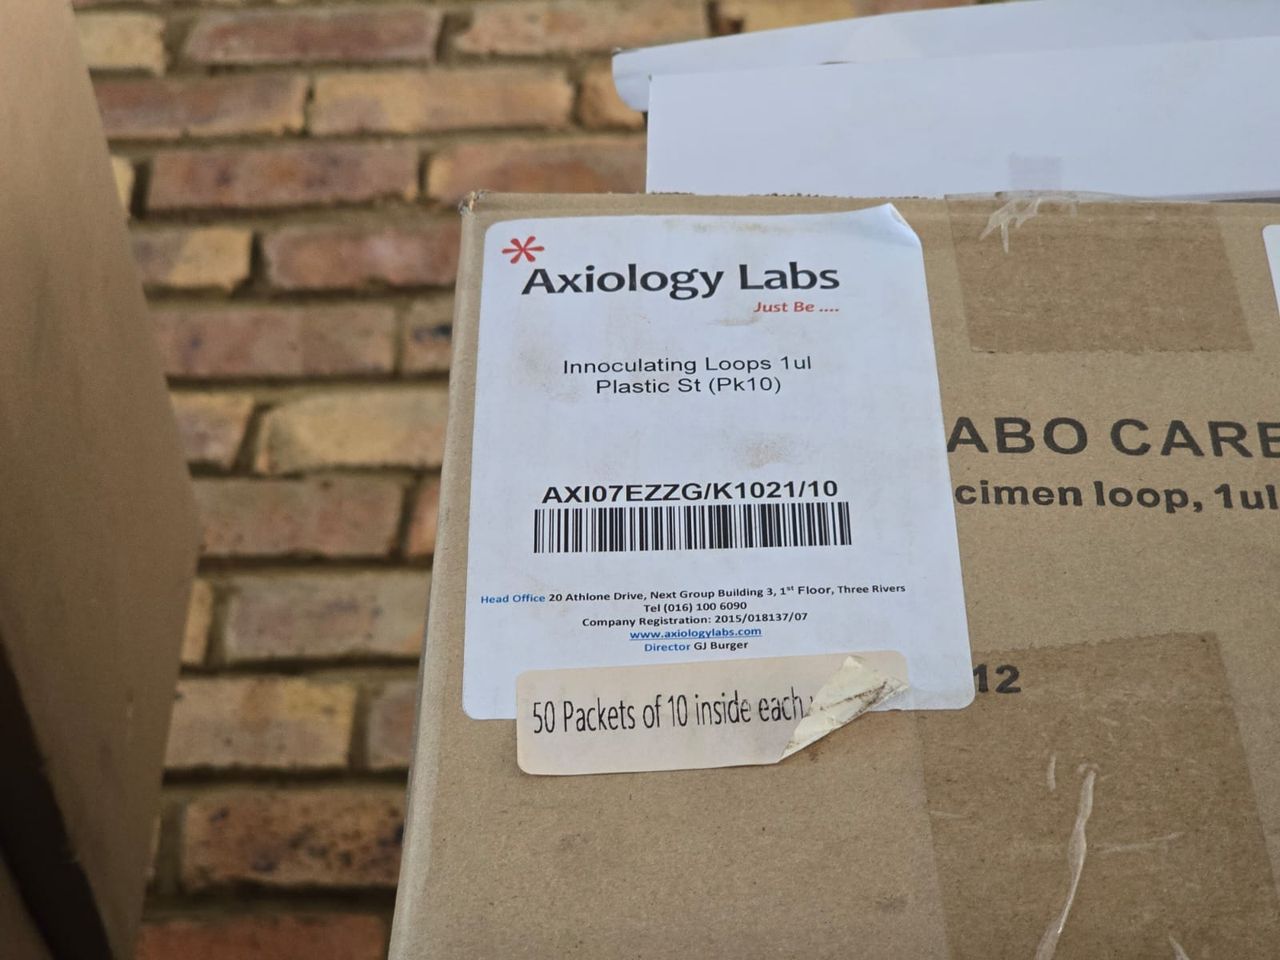 Axiology Labs
Just Be ....
Innoculating Loops 1ul
Plastic St (Pk10)
AXI07EZZG/K1021/10
Head Office 20 Athlone Drive, Next Group Building 3, 1st Floor, Three Rivers
Tel (016) 100 6090
Company Registration: 2015/018137/07
www.axiologylabs.com
Director GJ Burger
50 Packets of 10 inside each
ABO CARE
cimen loop, 1ul
12